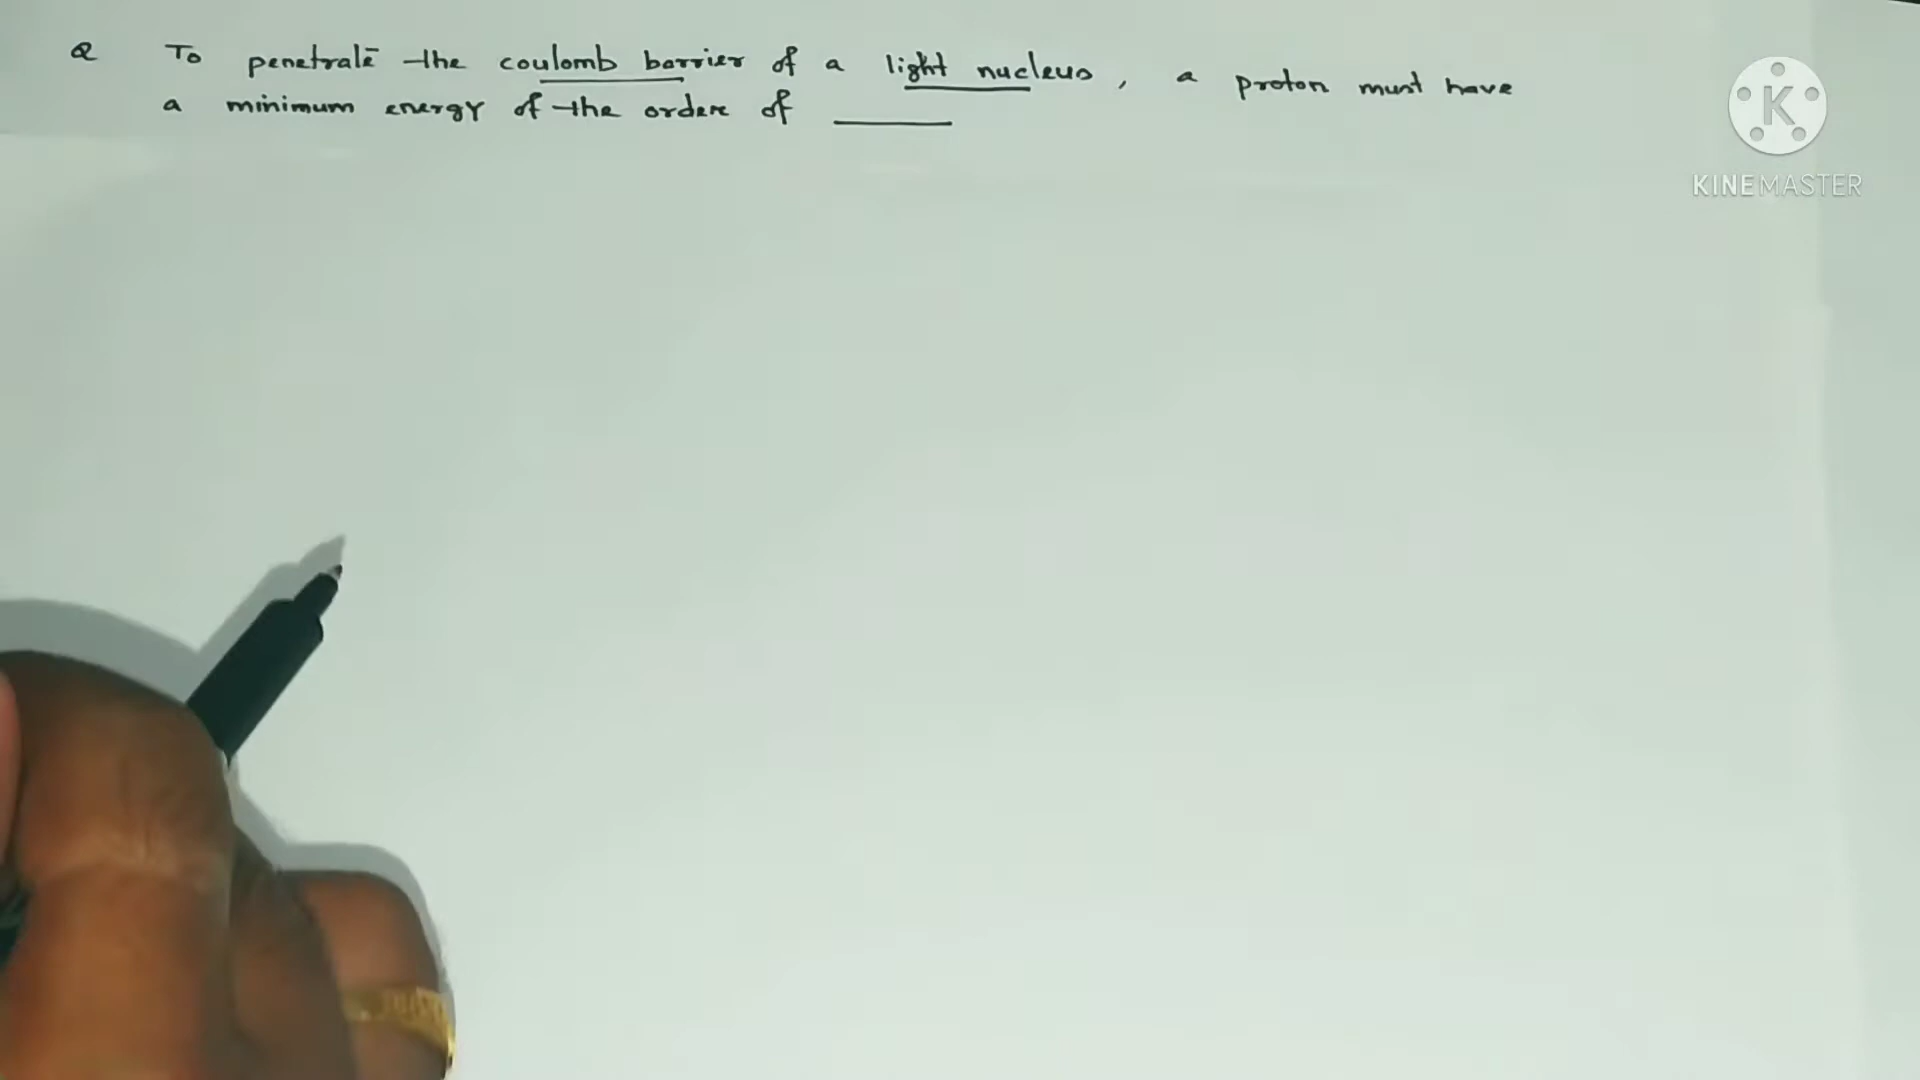 Q To penetrate the coulomb barrier of a light nucleus, a proton must have
a minimum energy of the order of ______
K
KINEMASTER